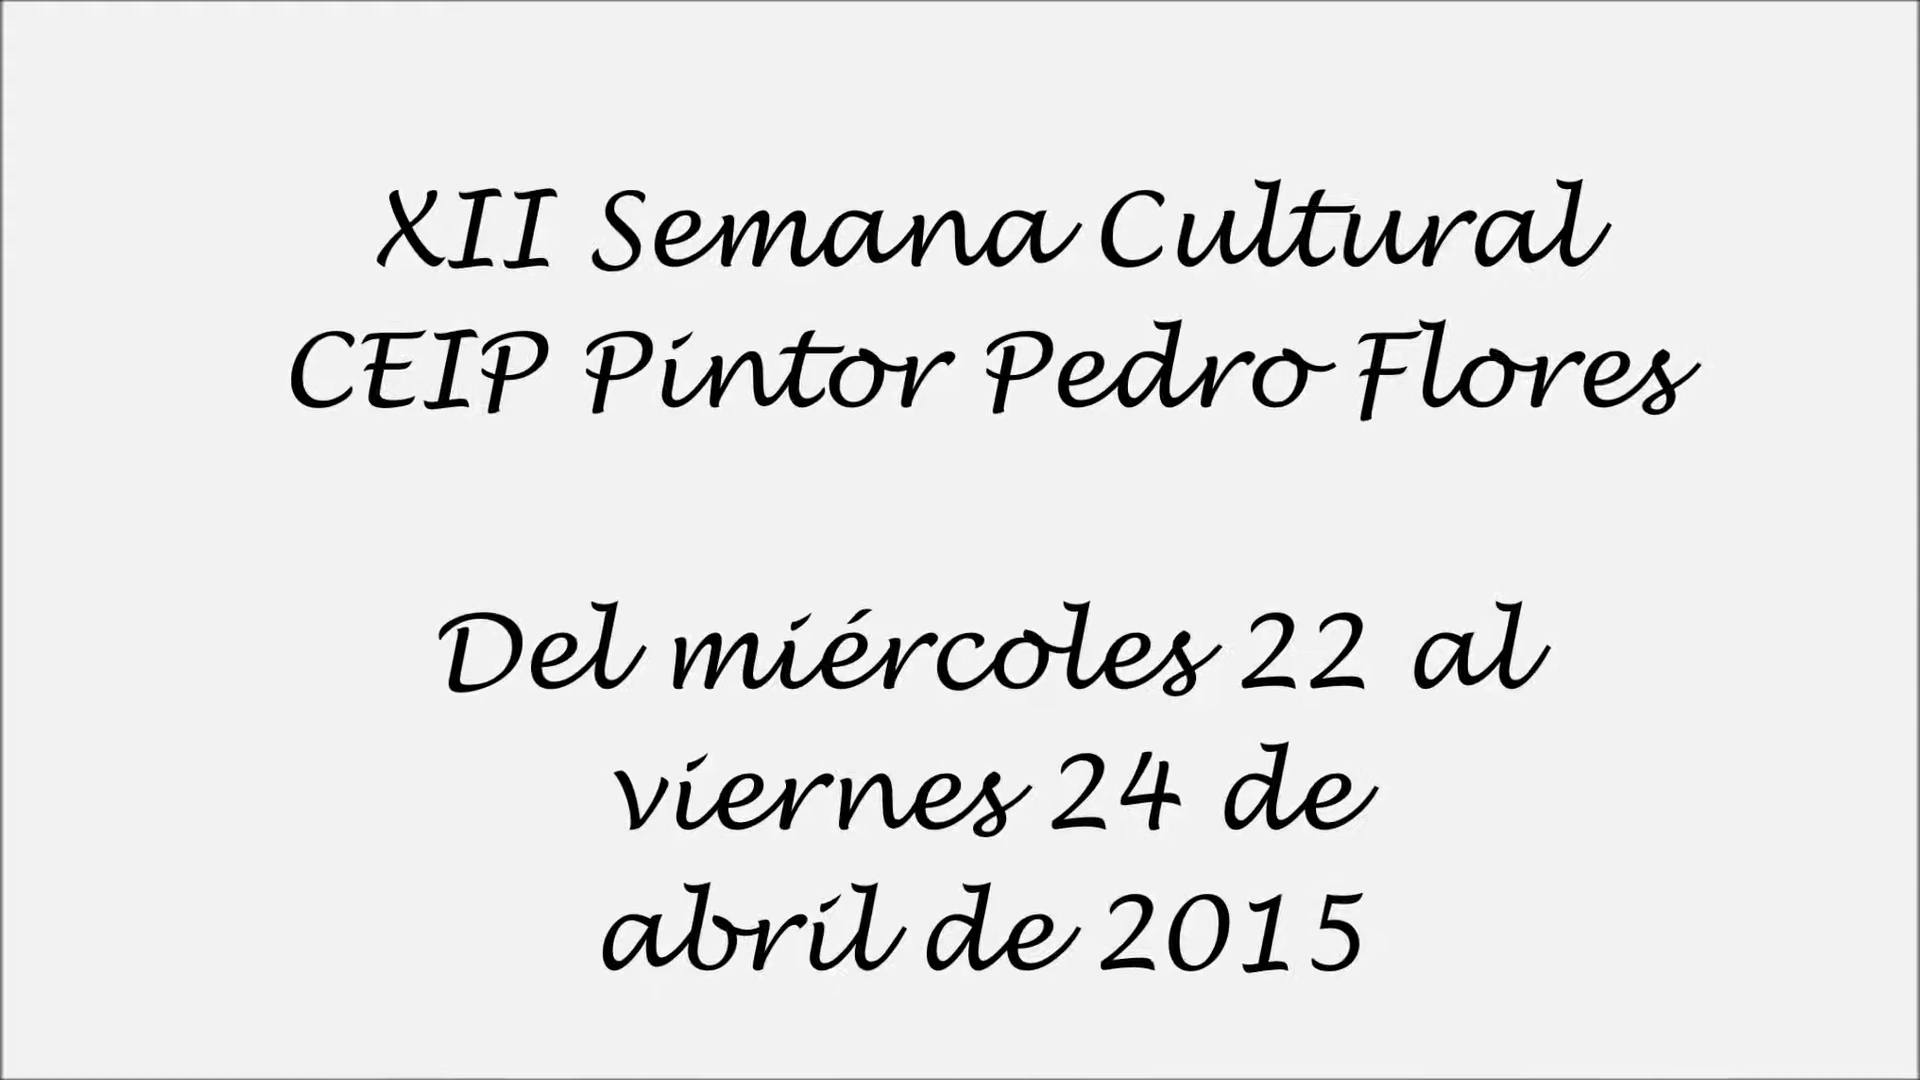 XII Semana Cultural
CEIP Pintor Pedro Flores
Del miércoles 22 al
viernes 24 de
abril de 2015